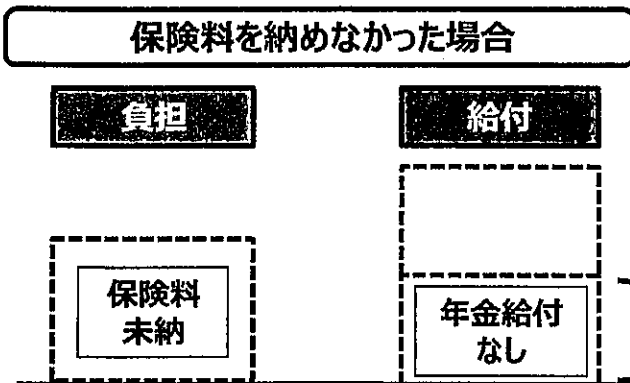 保険料を納めなかった場合
負担
給付
保険料
未納
年金給付
なし